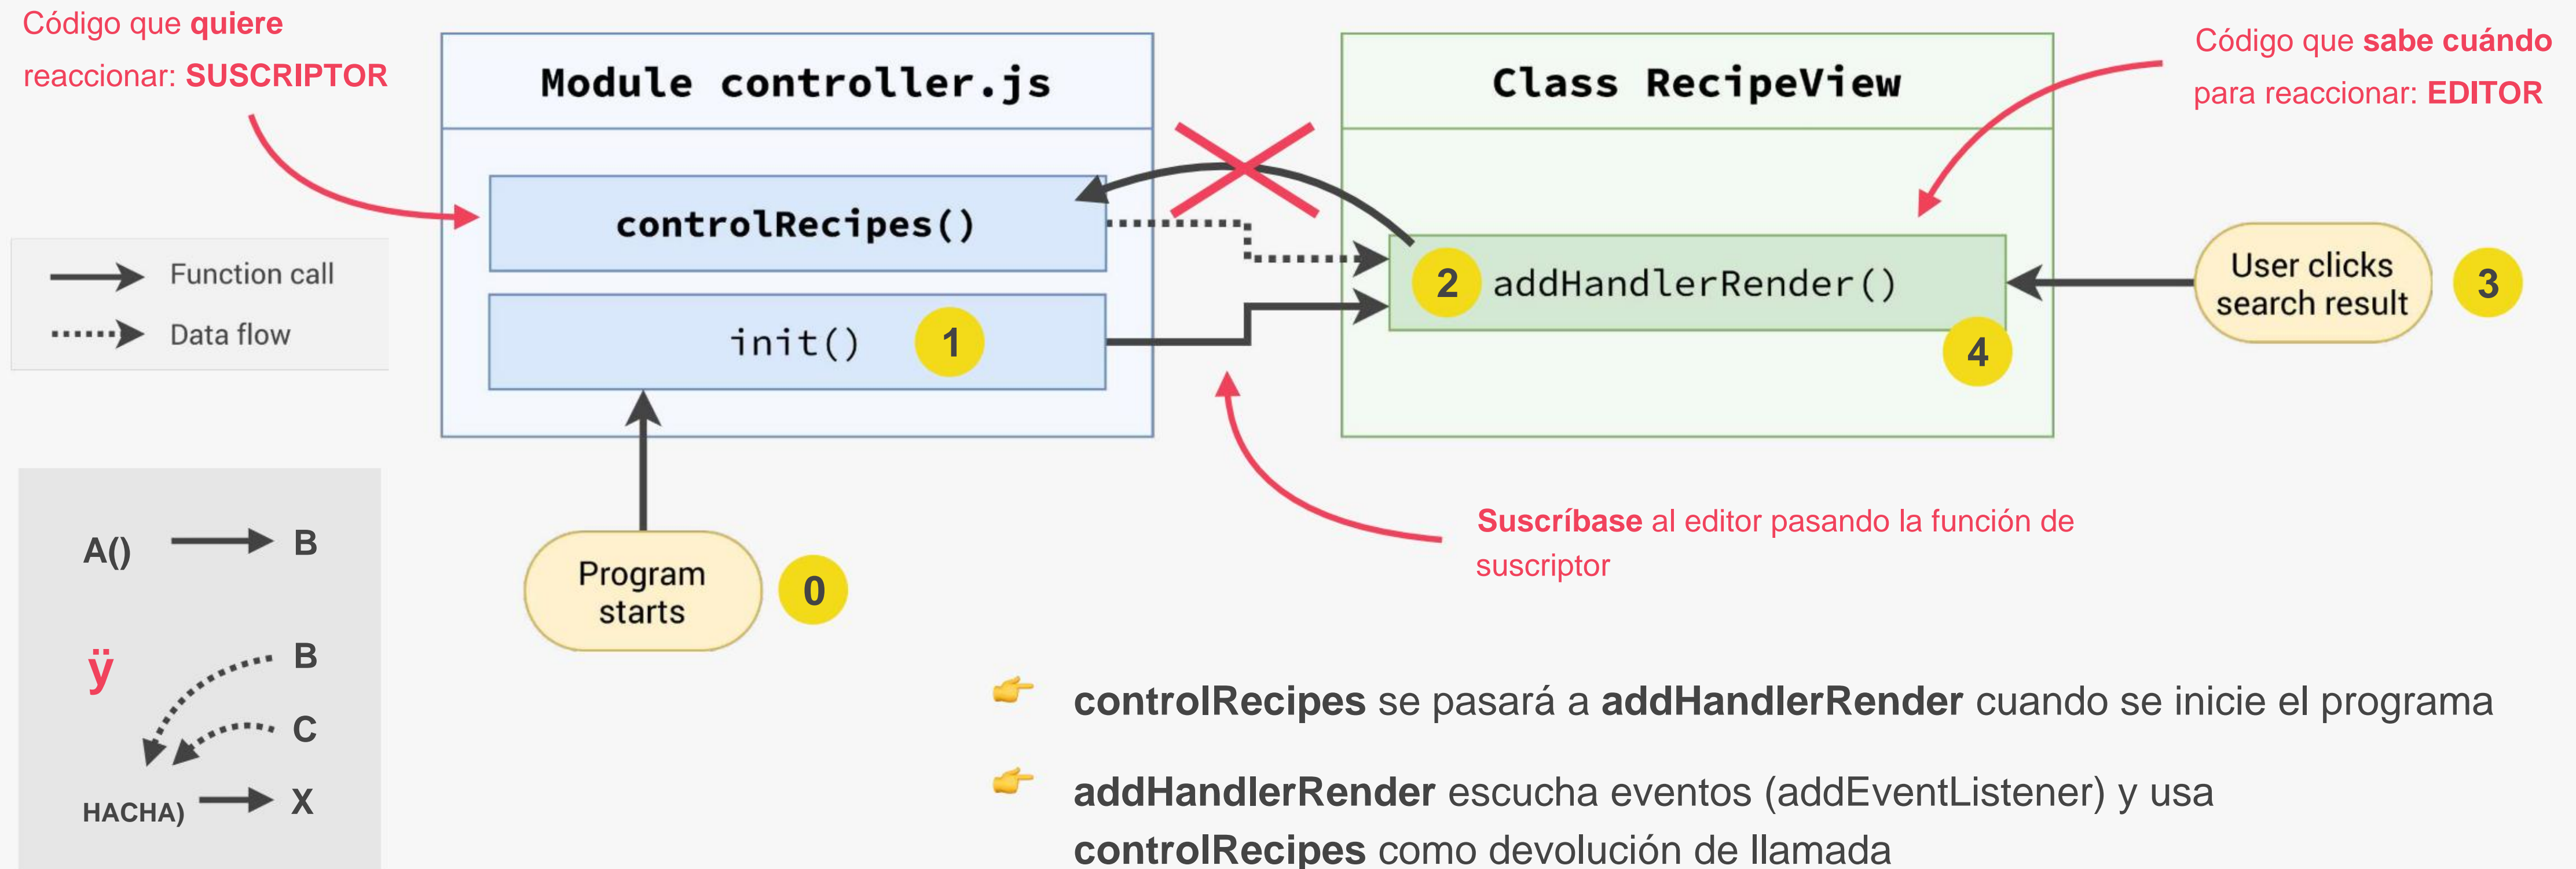 Código que quiere
reaccionar: SUSCRIPTOR
Module controller.js
Class RecipeView
Código que sabe cuándo
para reaccionar: EDITOR
controlRecipes()
Function call
Data flow
init()
1
2
addHandlerRender()
4
User clicks
search result
3
Suscríbase al editor pasando la función de
suscriptor
Program
starts
0
A()
B
ÿ
B
C
HACHA)
X
👉 controlRecipes se pasará a addHandlerRender cuando se inicie el programa
👉 addHandlerRender escucha eventos (addEventListener) y usa
controlRecipes como devolución de llamada